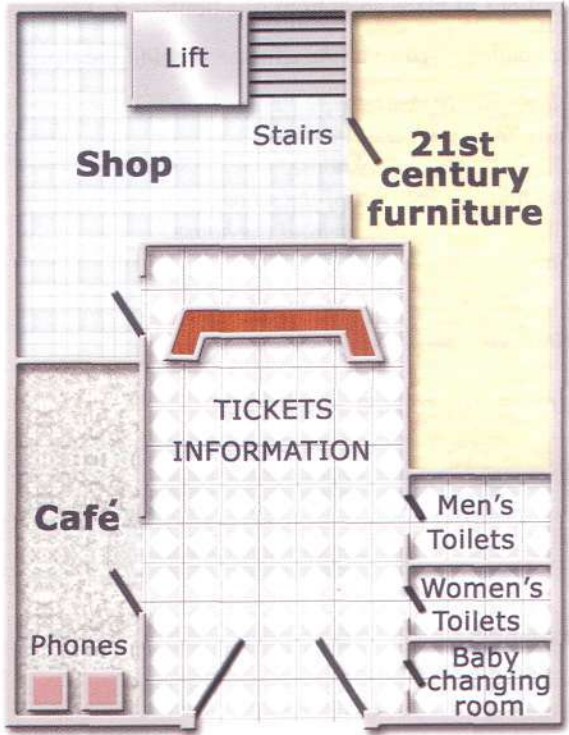 Lift
Stairs
Shop
21st
century
furniture
TICKETS
INFORMATION
Café
Phones
Men's
Toilets
Women's
Toilets
Baby
changing
room